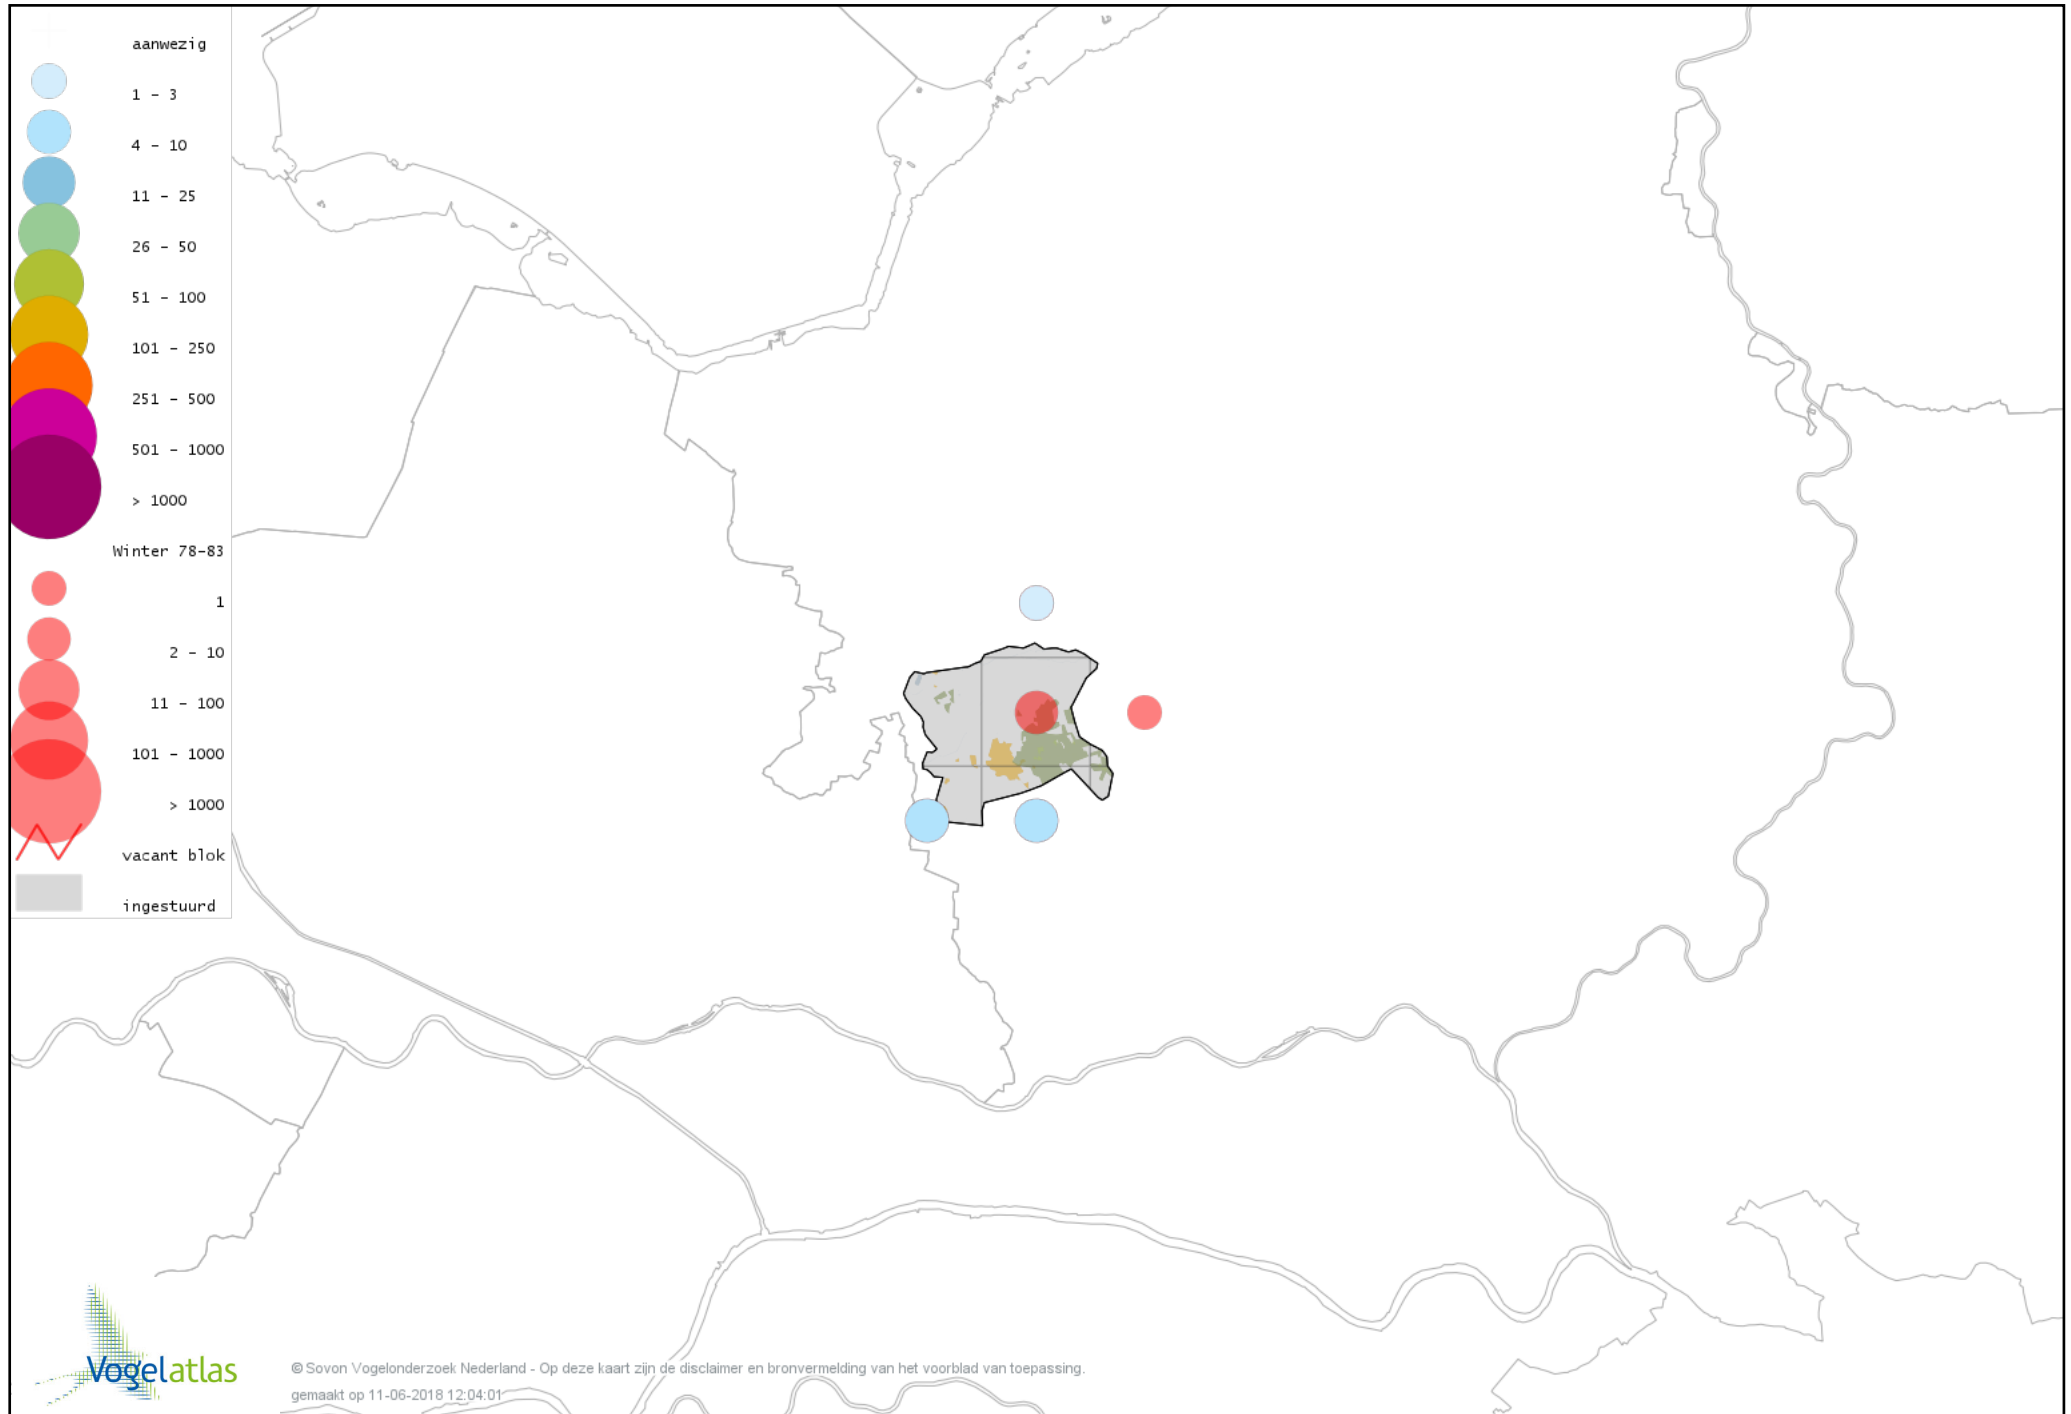 aanwezig
1 - 3
4 - 10
11 - 25
26 - 50
51 - 100
101 - 250
251 - 500
501 - 1000
> 1000
Winter 78-83
1
2 - 10
11 - 100
101 - 1000
> 1000
vacant blok
ingestuurd
Vogelatlas
© Sovon Vogelonderzoek Nederland - Op deze kaart zijn de disclaimer en bronvermelding van het voorblad van toepassing.
gemaakt op 11-06-2018 12:04:01